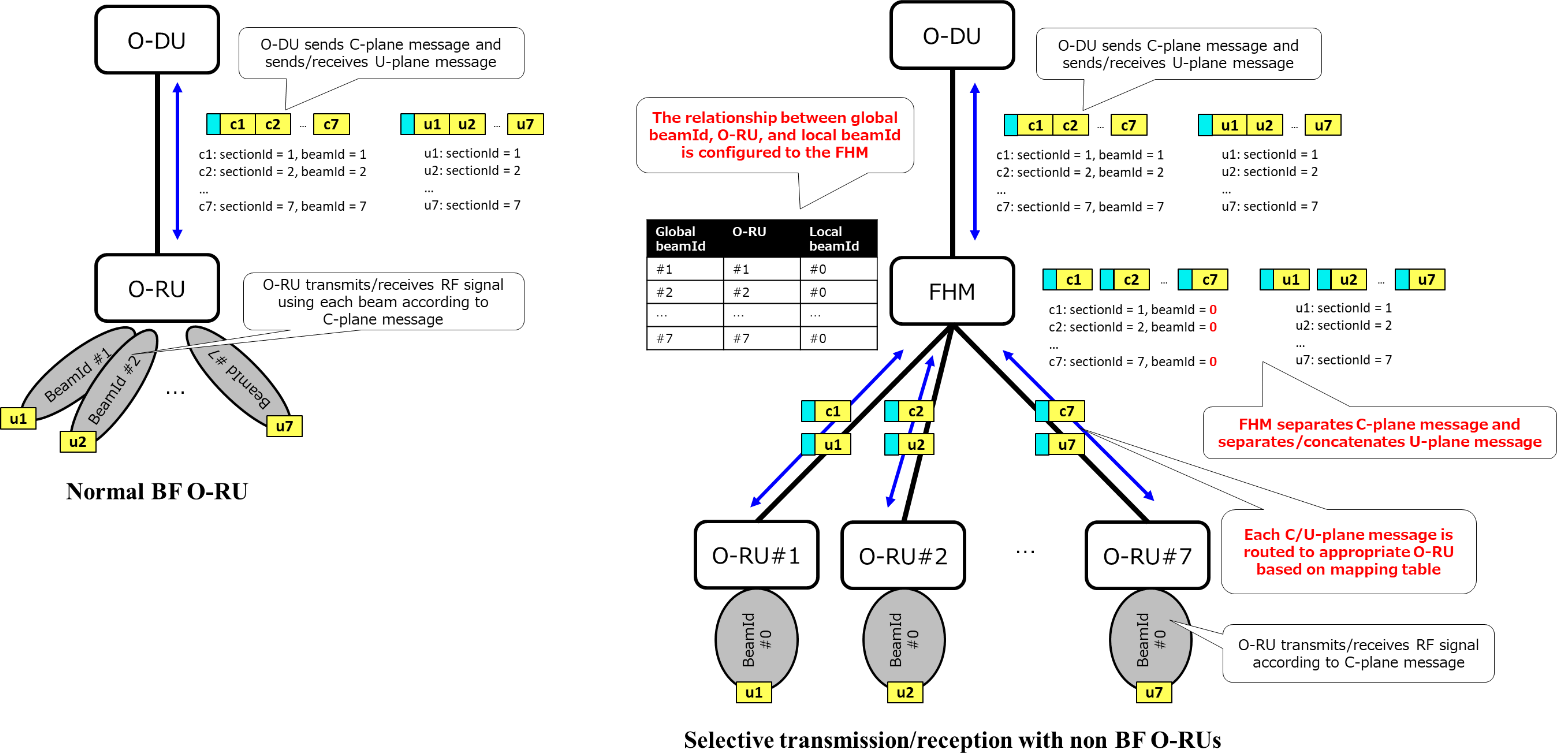 O-DU
O-DU sends C-plane message and
sends/receives U-plane message
c1 c2 ... c7
u1 u2 ... u7
c1: sectionId = 1, beamId = 1
c2: sectionId = 2, beamId = 2
...
c7: sectionId = 7, beamId = 7
u1: sectionId = 1
u2: sectionId = 2
...
u7: sectionId = 7
O-RU
O-RU transmits/receives RF signal
using each beam according to
C-plane message
BeamId #1
BeamId #2
...
BeamId #7
u1
u2
u7
Normal BF O-RU
O-DU
O-DU sends C-plane message and
sends/receives U-plane message
The relationship between global
beamId, O-RU, and local beamId
is configured to the FHM
c1 c2 ... c7
u1 u2 ... u7
c1: sectionId = 1, beamId = 1
c2: sectionId = 2, beamId = 2
...
c7: sectionId = 7, beamId = 7
u1: sectionId = 1
u2: sectionId = 2
...
u7: sectionId = 7
Global beamId O-RU Local beamId
#1 #1 #0
#2 #2 #0
... ... ...
#7 #7 #0
FHM
c1 c2 ... c7
u1 u2 ... u7
c1: sectionId = 1, beamId = 0
c2: sectionId = 2, beamId = 0
...
c7: sectionId = 7, beamId = 0
u1: sectionId = 1
u2: sectionId = 2
...
u7: sectionId = 7
FHM separates C-plane message and
separates/concatenates U-plane message
c1
u1
c2
u2
c7
u7
Each C/U-plane message is
routed to appropriate O-RU
based on mapping table
O-RU#1
O-RU#2
...
O-RU#7
BeamId
#0
BeamId
#0
BeamId
#0
O-RU transmits/receives RF signal
according to C-plane message
u1
u2
u7
Selective transmission/reception with non BF O-RUs